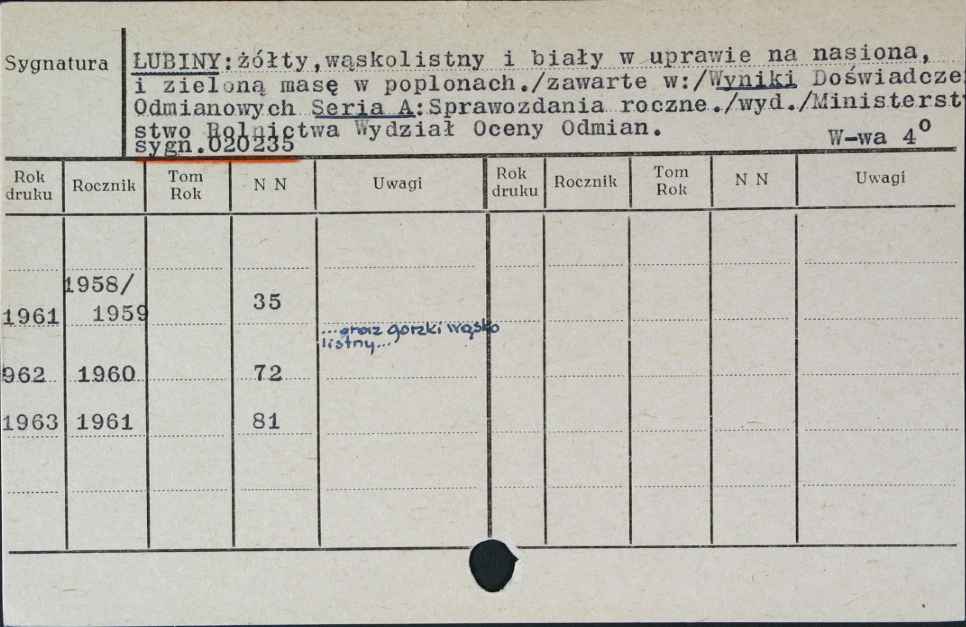 Sygnatura
ŁUBINY:żółty,wąskolistny i biały w uprawie na nasiona,
i zieloną masę w poplonach./zawarte w:/Wyniki Doświadcze
Odmianowych Seria A:Sprawozdania roczne./wyd./Ministerst
stwo Rolnictwa Wydział Oceny Odmian.
sygn.020235 W-wa 4°
Rok druku Rocznik Tom Rok N N Uwagi Rok druku Rocznik Tom Rok N N Uwagi
1958/
1961 1959 35
...oraz gorzki wąsko
listny...
962 1960 72
1963 1961 81